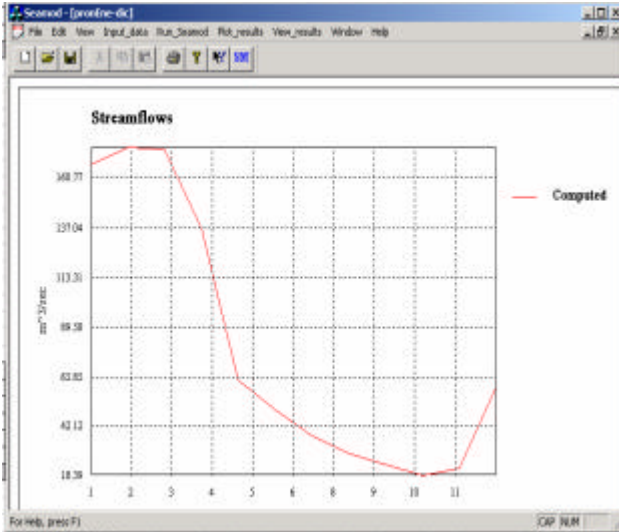 Seamod - [pronEne-dic]
File Edit View Input_data Run_Seamod Plot_results View_results Window Help
Streamflows
160.77
137.04
113.31
89.58
42.12
18.39
m^3/sec
1 2 3 4 5 6 7 8 9 10 11
Computed
For Help, press F1
CAP NUM